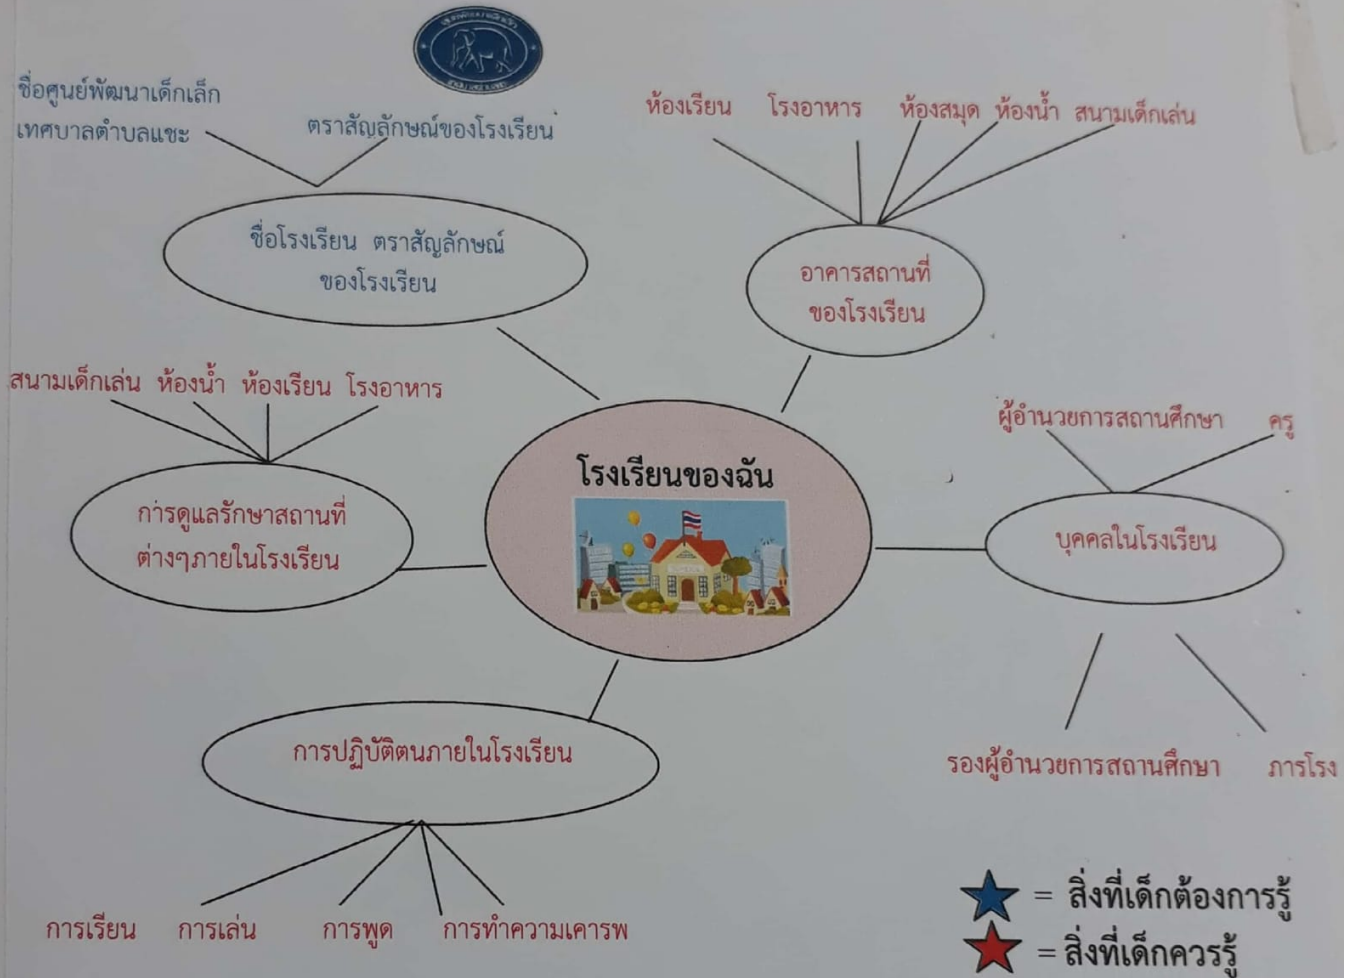 ชื่อศูนย์พัฒนาเด็กเล็ก
เทศบาลตำบลแชะ
ตราสัญลักษณ์ของโรงเรียน
ชื่อโรงเรียน ตราสัญลักษณ์
ของโรงเรียน
ห้องเรียน โรงอาหาร ห้องสมุด ห้องน้ำ สนามเด็กเล่น
อาคารสถานที่
ของโรงเรียน
สนามเด็กเล่น ห้องน้ำ ห้องเรียน โรงอาหาร
การดูแลรักษาสถานที่
ต่างๆภายในโรงเรียน
โรงเรียนของฉัน
ผู้อำนวยการสถานศึกษา ครู
บุคคลในโรงเรียน
รองผู้อำนวยการสถานศึกษา ภารโรง
การปฏิบัติตนภายในโรงเรียน
การเรียน การเล่น การพูด การทำความเคารพ
= สิ่งที่เด็กต้องการรู้
= สิ่งที่เด็กควรรู้